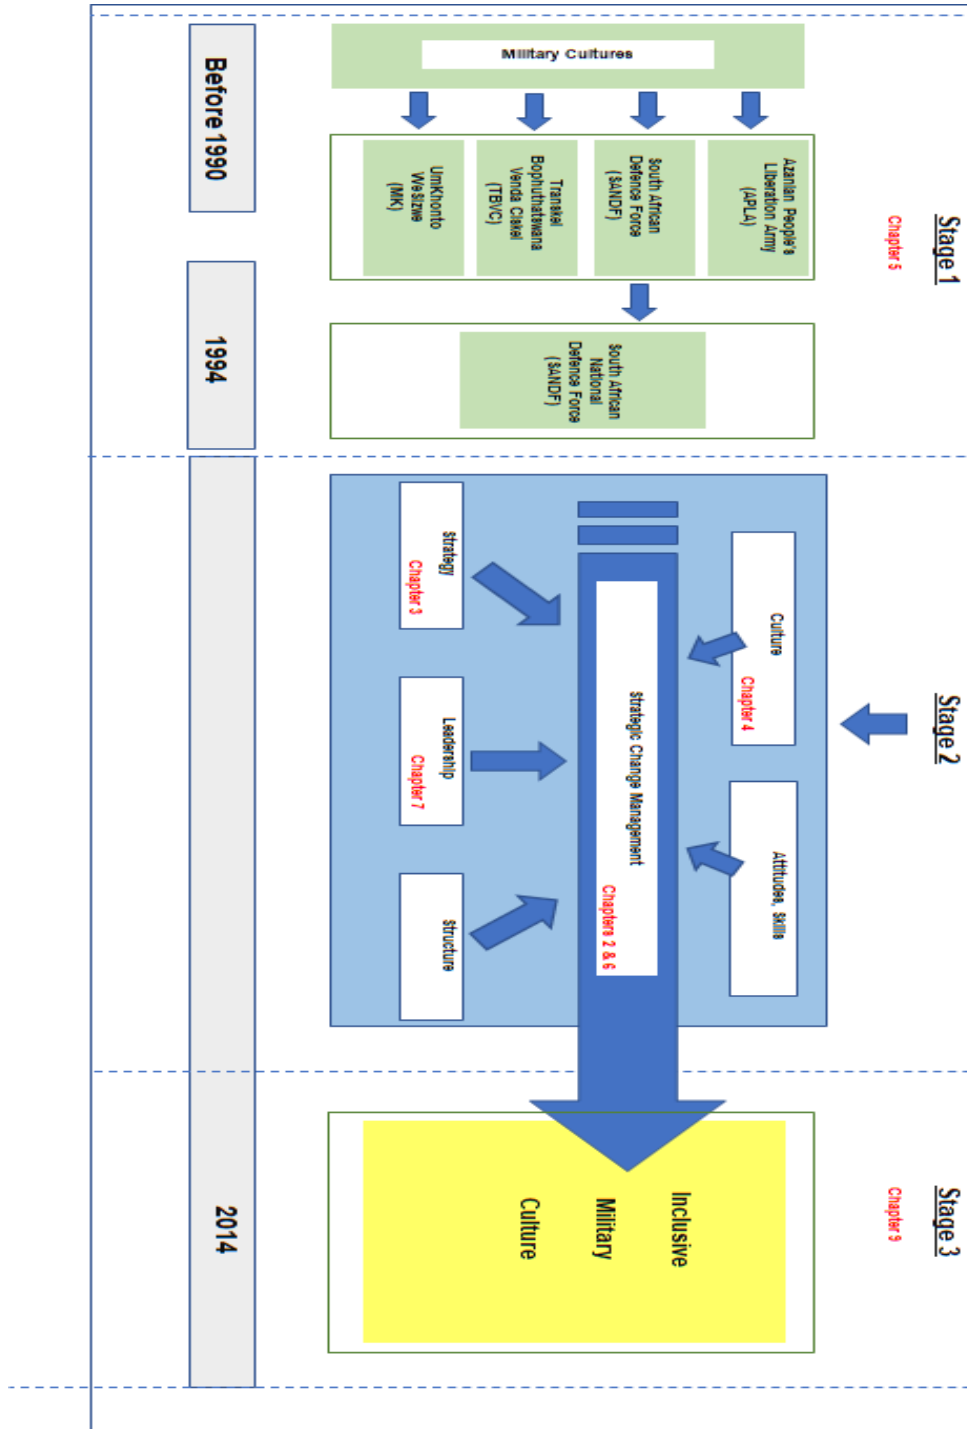 Stage 1
Chapter 5
Military Cultures
Azanian People's
Liberation Army
(APLA)
South African
Defence Force
(SANDF)
Transkei
Bophuthatswana
Venda Ciskei
(TBVC)
UmKhonto
Wesizwe
(MK)
South African
National
Defence Force
(SANDF)
Before 1990
1994
Stage 2
Culture
Chapter 4
Attitudes, Skills
Strategic Change Management
Chapters 2 & 6
Strategy
Chapter 3
Leadership
Chapter 7
Structure
Stage 3
Chapter 9
Inclusive
Military
Culture
2014